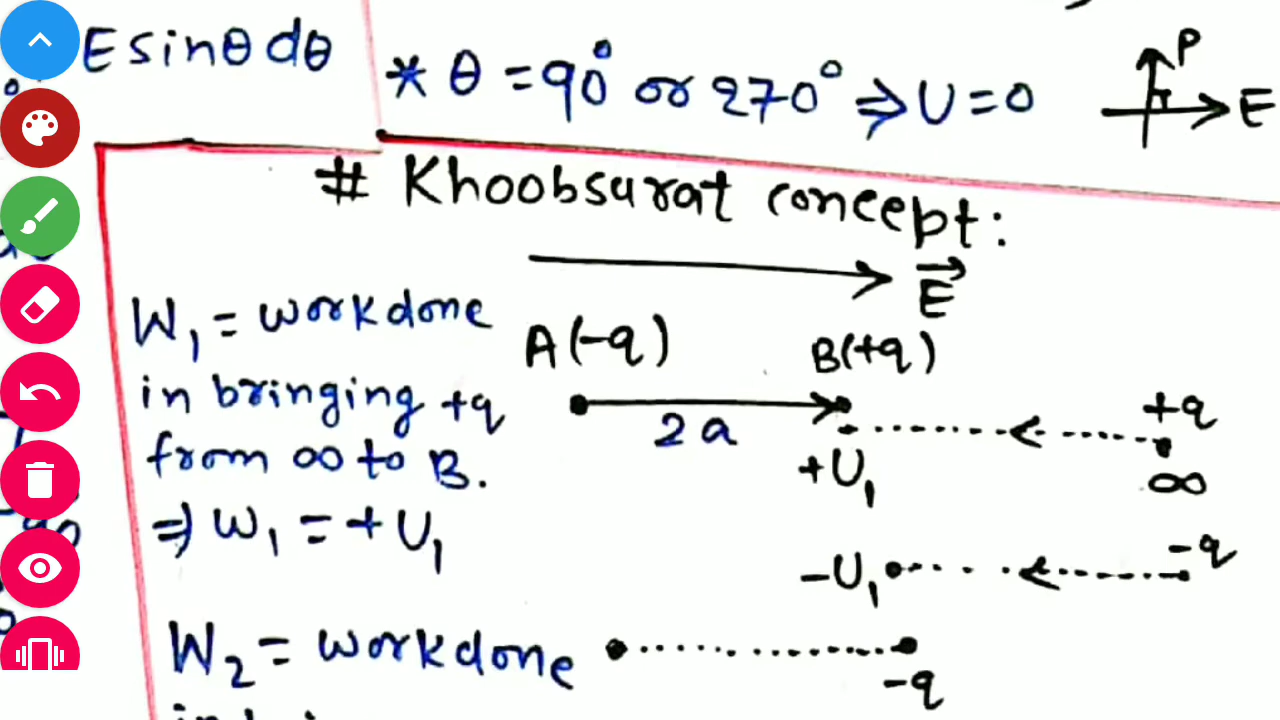 E sinθ dθ
* θ = 90° or 270° ⇒ U = 0
P
E
# Khoobsurat concept:
E
W₁ = workdone
in bringing +q
from ∞ to B.
⇒ W₁ = + U₁
A (-q)
B(+q)
2a
+q
+U₁
∞
-q
-U₁
W₂ = workdone
-q